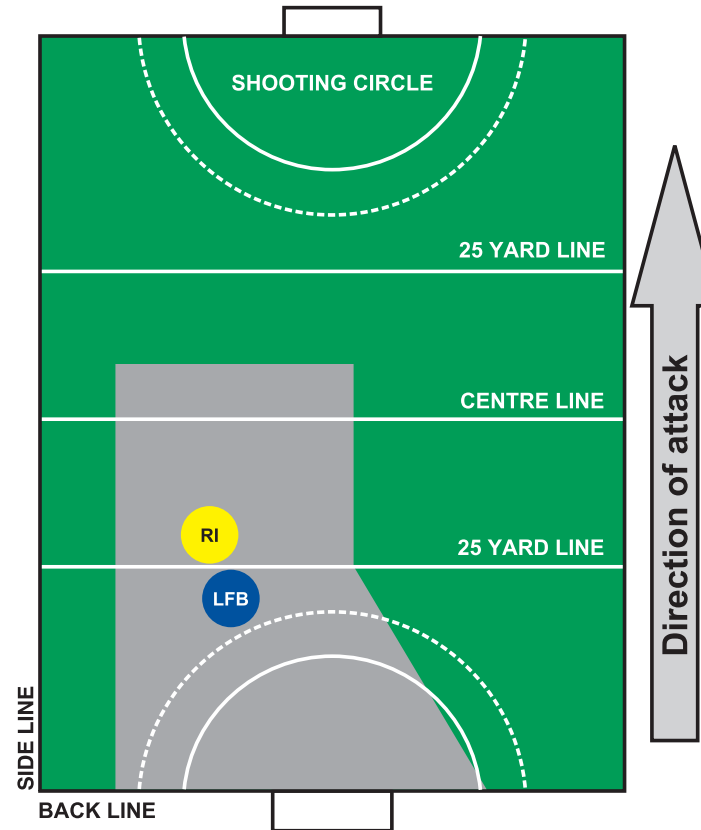 SHOOTING CIRCLE
25 YARD LINE
CENTRE LINE
Direction of attack
RI
25 YARD LINE
LFB
SIDE LINE
BACK LINE